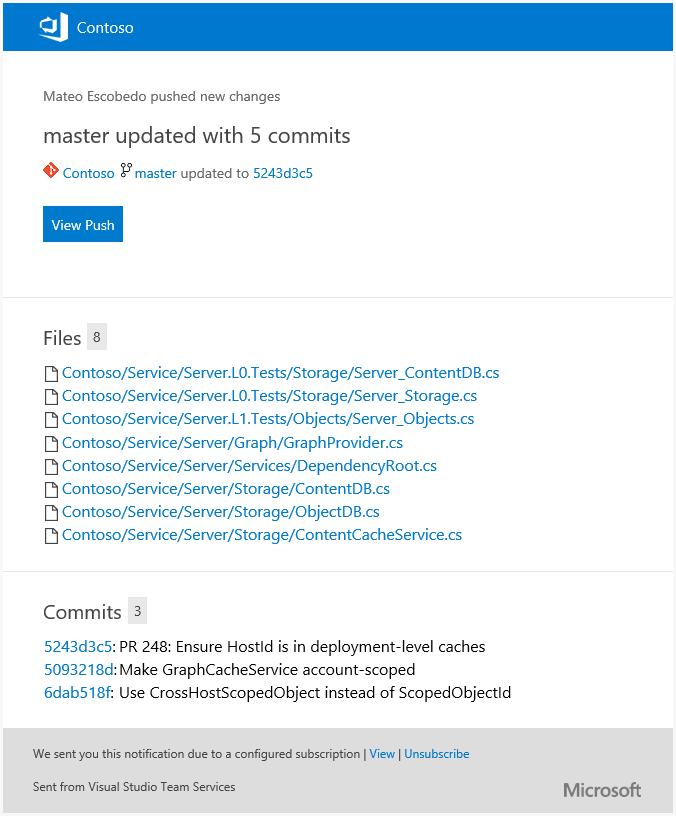 Contoso
Mateo Escobedo pushed new changes
master updated with 5 commits
Contoso master updated to 5243d3c5
View Push
Files 8
Contoso/Service/Server.L0.Tests/Storage/Server_ContentDB.cs
Contoso/Service/Server.L0.Tests/Storage/Server_Storage.cs
Contoso/Service/Server.L1.Tests/Objects/Server_Objects.cs
Contoso/Service/Server/Graph/GraphProvider.cs
Contoso/Service/Server/Services/DependencyRoot.cs
Contoso/Service/Server/Storage/ContentDB.cs
Contoso/Service/Server/Storage/ObjectDB.cs
Contoso/Service/Server/Storage/ContentCacheService.cs
Commits 3
5243d3c5: PR 248: Ensure HostId is in deployment-level caches
5093218d: Make GraphCacheService account-scoped
6dab518f: Use CrossHostScopedObject instead of ScopedObjectId
We sent you this notification due to a configured subscription | View | Unsubscribe
Sent from Visual Studio Team Services
Microsoft